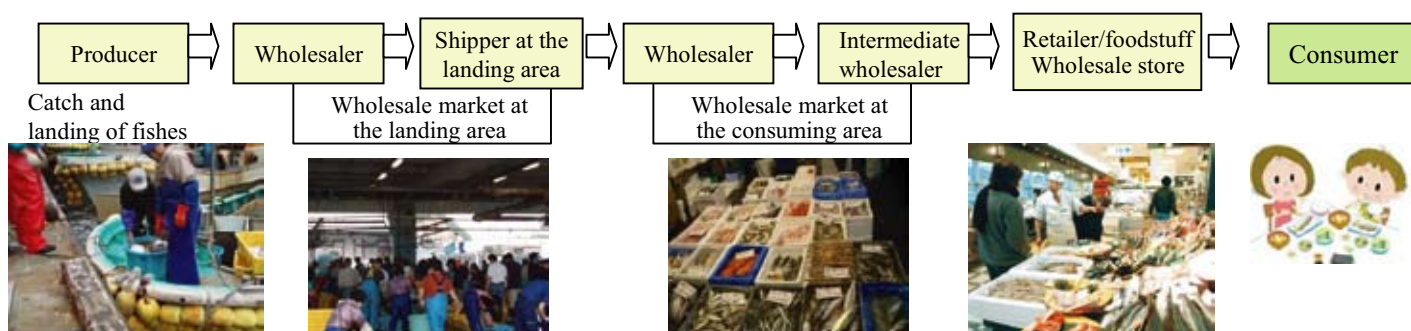 Producer
Wholesaler
Shipper at the
landing area
Wholesaler
Intermediate
wholesaler
Retailer/foodstuff
Wholesale store
Consumer
Catch and
landing of fishes
Wholesale market at
the landing area
Wholesale market at
the consuming area